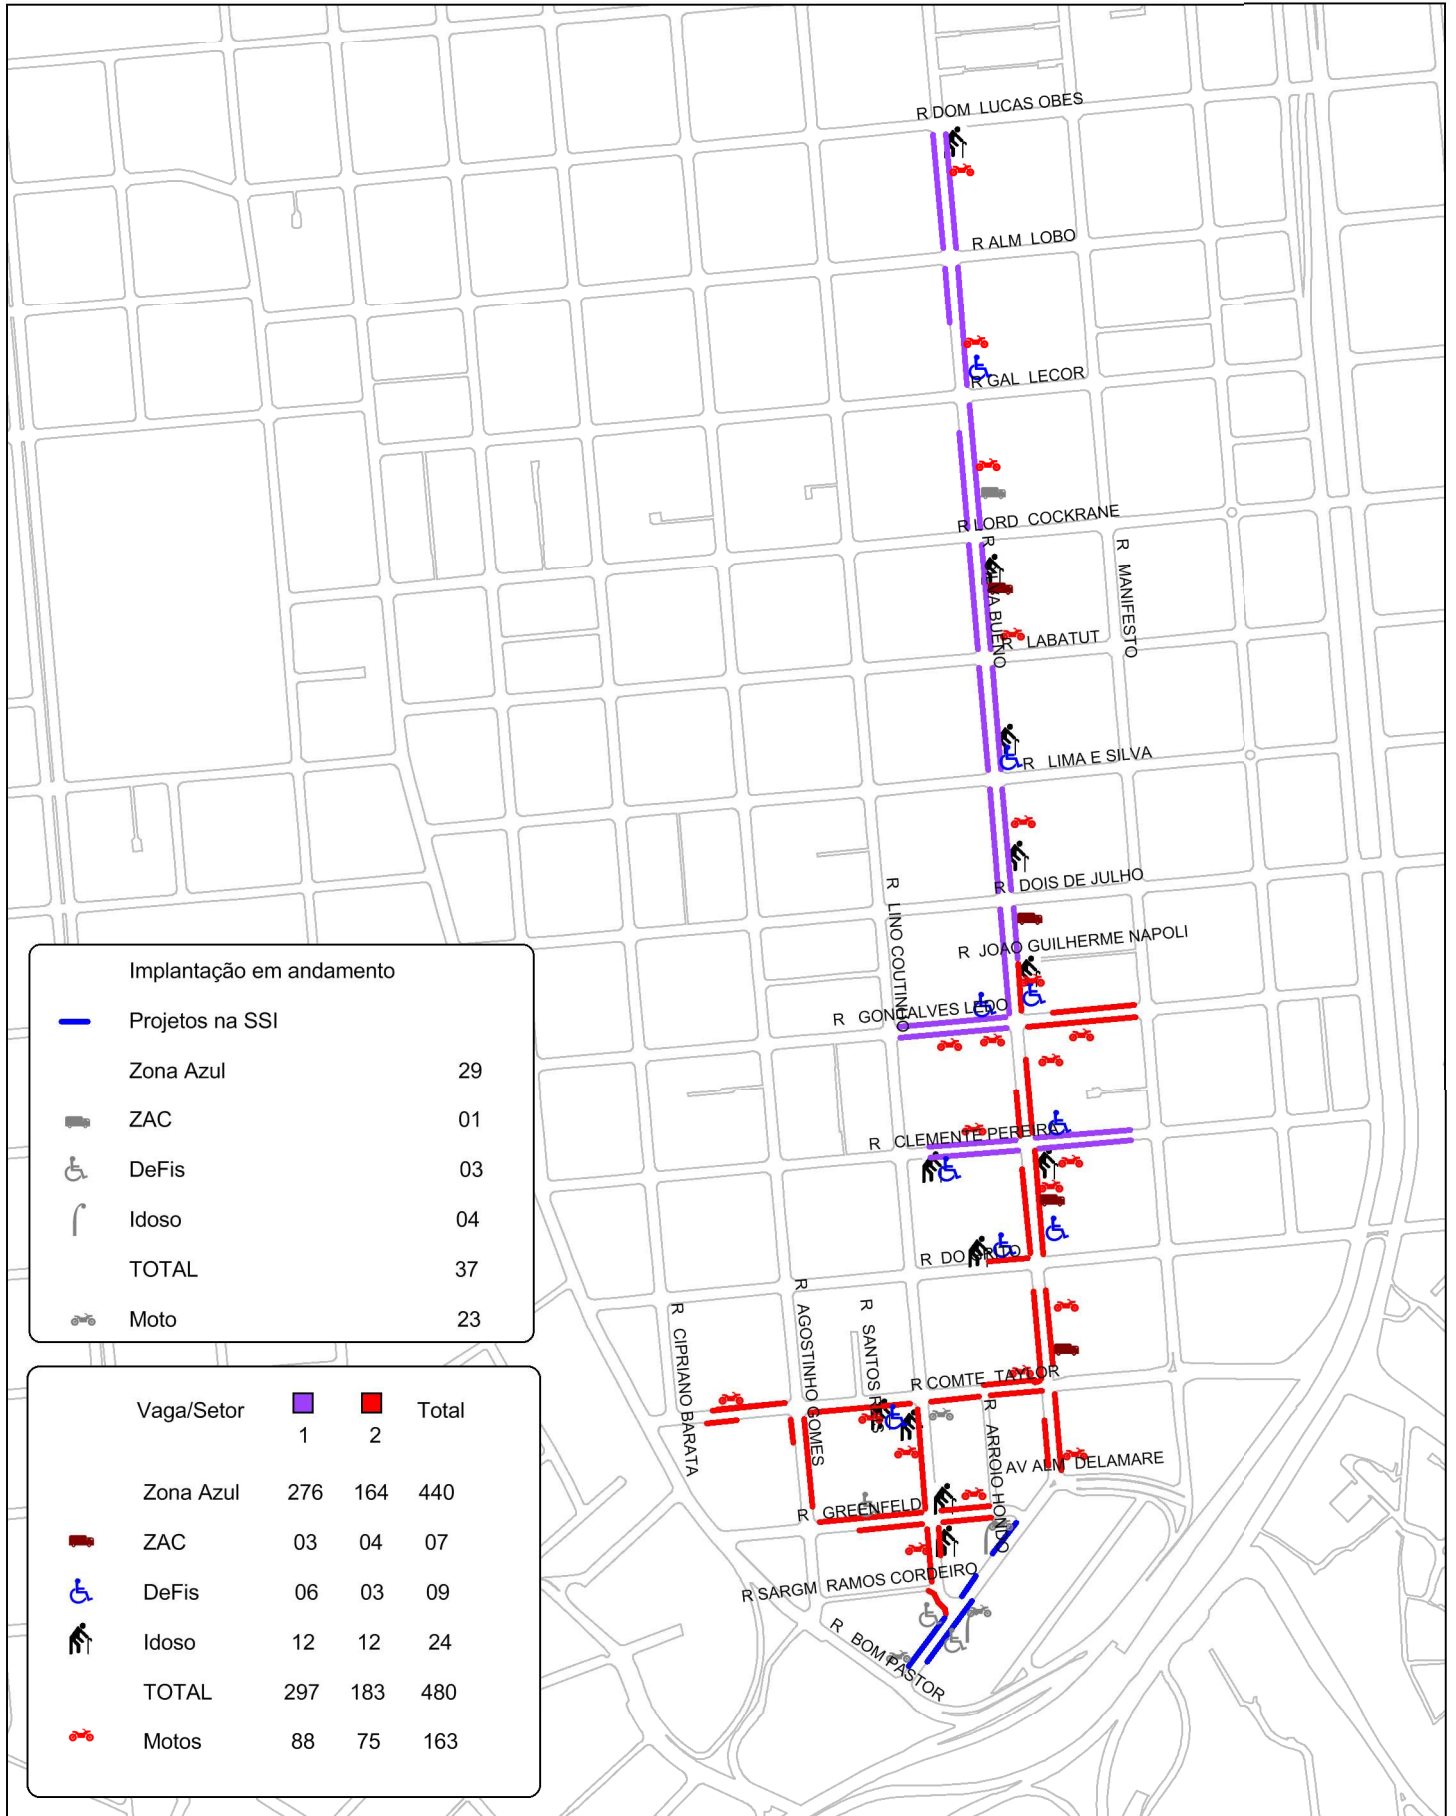 R DOM LUCAS OBES
R ALM LOBO
R GAL LECOR
R LORD COCKRANE
R MANIFESTO
R BUENO
R LABATUT
R LIMA E SILVA
R DOIS DE JULHO
R LINO COUTINHO
R JOAO GUILHERME NAPOLI
R GONCALVES LEDO
R CLEMENTE PEREIRA
R DO GRITO
R CIPRIANO BARATA
R AGOSTINHO GOMES
R SANTOS REIS
R COMTE TAYLOR
R ARROIO HONDO
AV ALM DELAMARE
R GREENFELD
R SARGM RAMOS CORDEIRO
R BOM PASTOR
Implantação em andamento
Projetos na SSI
Zona Azul 29
ZAC 01
DeFis 03
Idoso 04
TOTAL 37
Moto 23
Vaga/Setor 1 2 Total
Zona Azul 276 164 440
ZAC 03 04 07
DeFis 06 03 09
Idoso 12 12 24
TOTAL 297 183 480
Motos 88 75 163